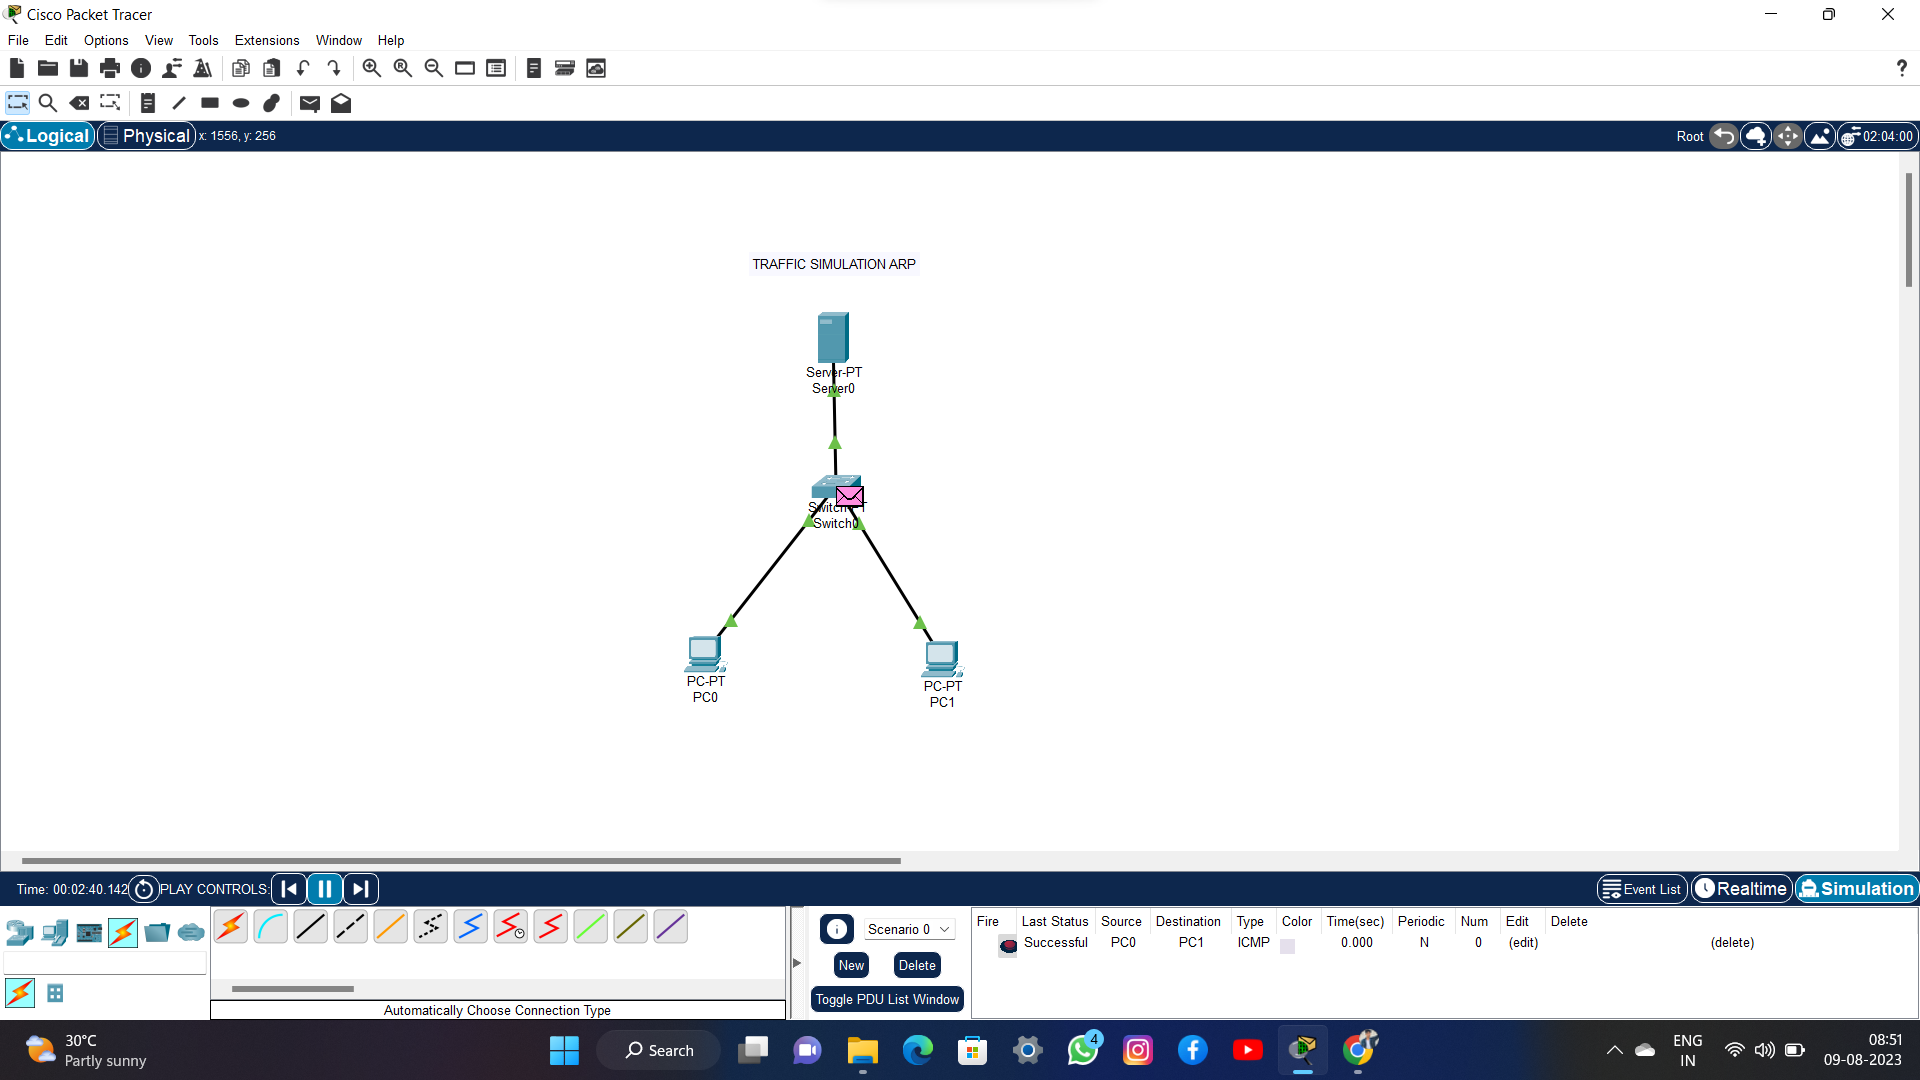 Cisco Packet Tracer
File Edit Options View Tools Extensions Window Help
Logical Physical x: 1556, y: 256 Root 02:04:00
TRAFFIC SIMULATION ARP
Server-PT
Server0
Switch-PT
Switch0
PC-PT
PC0
PC-PT
PC1
Time: 00:02:40.142 PLAY CONTROLS: Event List Realtime Simulation
Fire Last Status Source Destination Type Color Time(sec) Periodic Num Edit Delete
Successful PC0 PC1 ICMP 0.000 N 0 (edit) (delete)
Scenario 0
New Delete
Toggle PDU List Window
Automatically Choose Connection Type
30°C
Partly sunny
Search
4
ENG
IN
08:51
09-08-2023